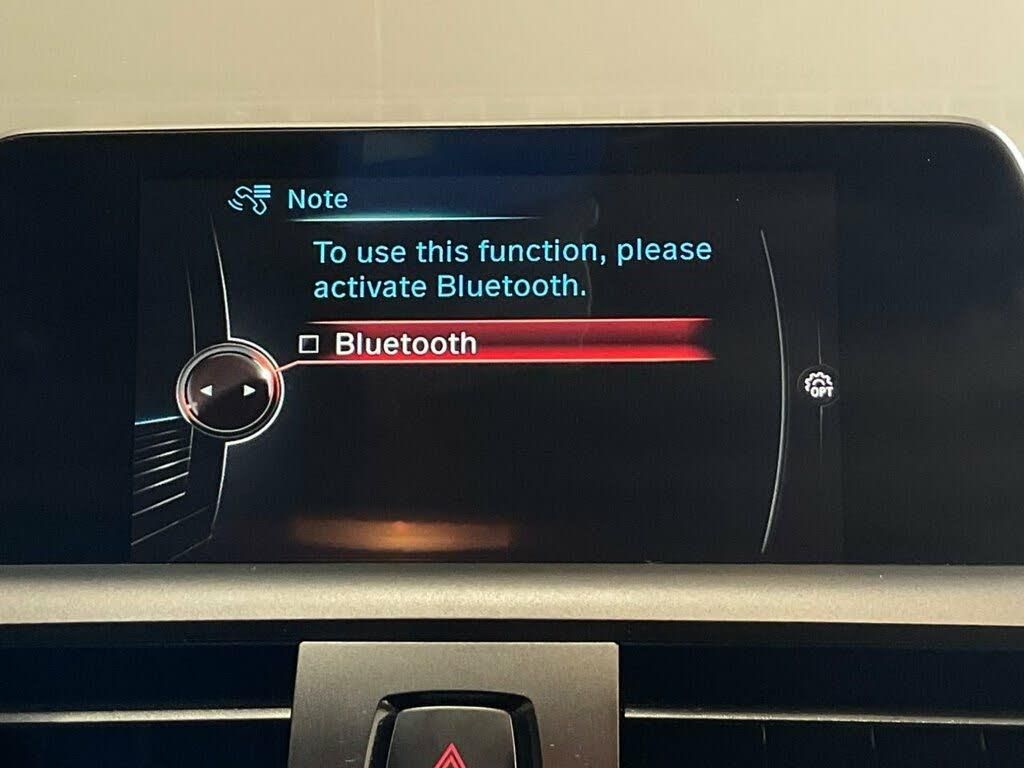 Note
To use this function, please
activate Bluetooth.
Bluetooth
OPT